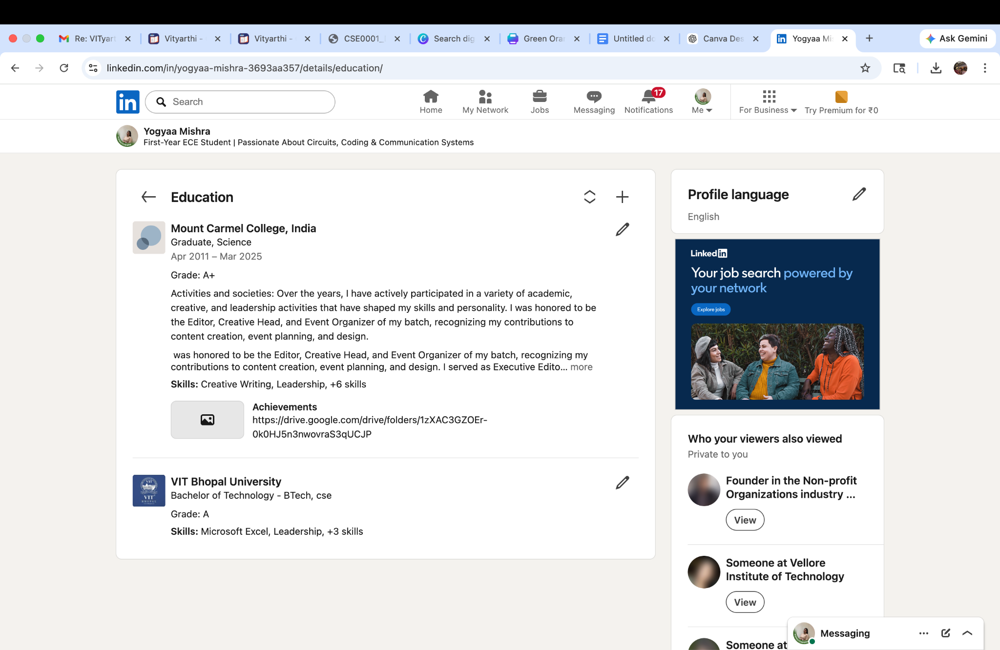 Re: VITyart
Vityarthi -
Vityarthi -
CSE0001_
Search dig
Green Orar
Untitled do
Canva Des
Yogyaa Mi
Ask Gemini
linkedin.com/in/yogyaa-mishra-3693aa357/details/education/
in
Search
Home
My Network
Jobs
Messaging
17
Notifications
Me
For Business
Try Premium for ₹0
Yogyaa Mishra
First-Year ECE Student | Passionate About Circuits, Coding & Communication Systems
Education
Mount Carmel College, India
Graduate, Science
Apr 2011 – Mar 2025
Grade: A+
Activities and societies: Over the years, I have actively participated in a variety of academic,
creative, and leadership activities that have shaped my skills and personality. I was honored to be
the Editor, Creative Head, and Event Organizer of my batch, recognizing my contributions to
content creation, event planning, and design.
was honored to be the Editor, Creative Head, and Event Organizer of my batch, recognizing my
contributions to content creation, event planning, and design. I served as Executive Edito... more
Skills: Creative Writing, Leadership, +6 skills
Achievements
https://drive.google.com/drive/folders/1zXAC3GZOEr-
0k0HJ5n3nwovraS3qUCJP
VIT
VIT
BHOPAL
VIT Bhopal University
Bachelor of Technology - BTech, cse
Grade: A
Skills: Microsoft Excel, Leadership, +3 skills
Profile language
English
Linked in
Your job search powered by
your network
Explore jobs
Who your viewers also viewed
Private to you
Founder in the Non-profit
Organizations industry ...
View
Someone at Vellore
Institute of Technology
View
Someone at
Messaging